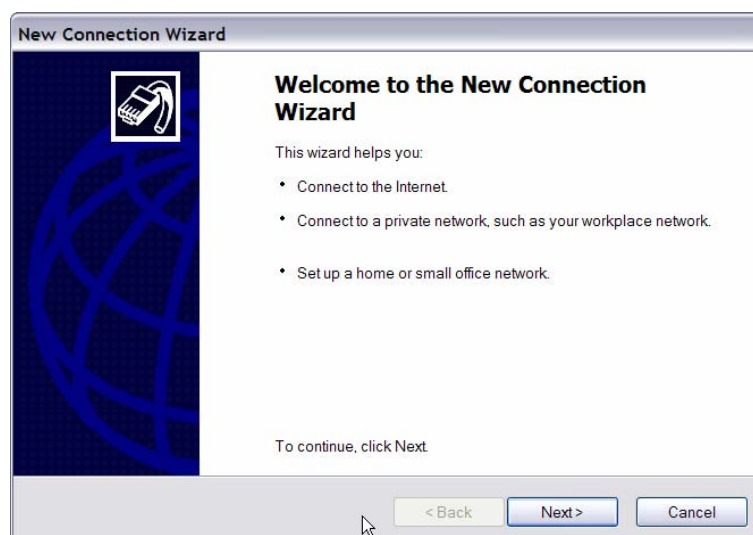 New Connection Wizard
Welcome to the New Connection
Wizard
This wizard helps you:
• Connect to the Internet.
• Connect to a private network, such as your workplace network.
• Set up a home or small office network.
To continue, click Next.
< Back Next > Cancel